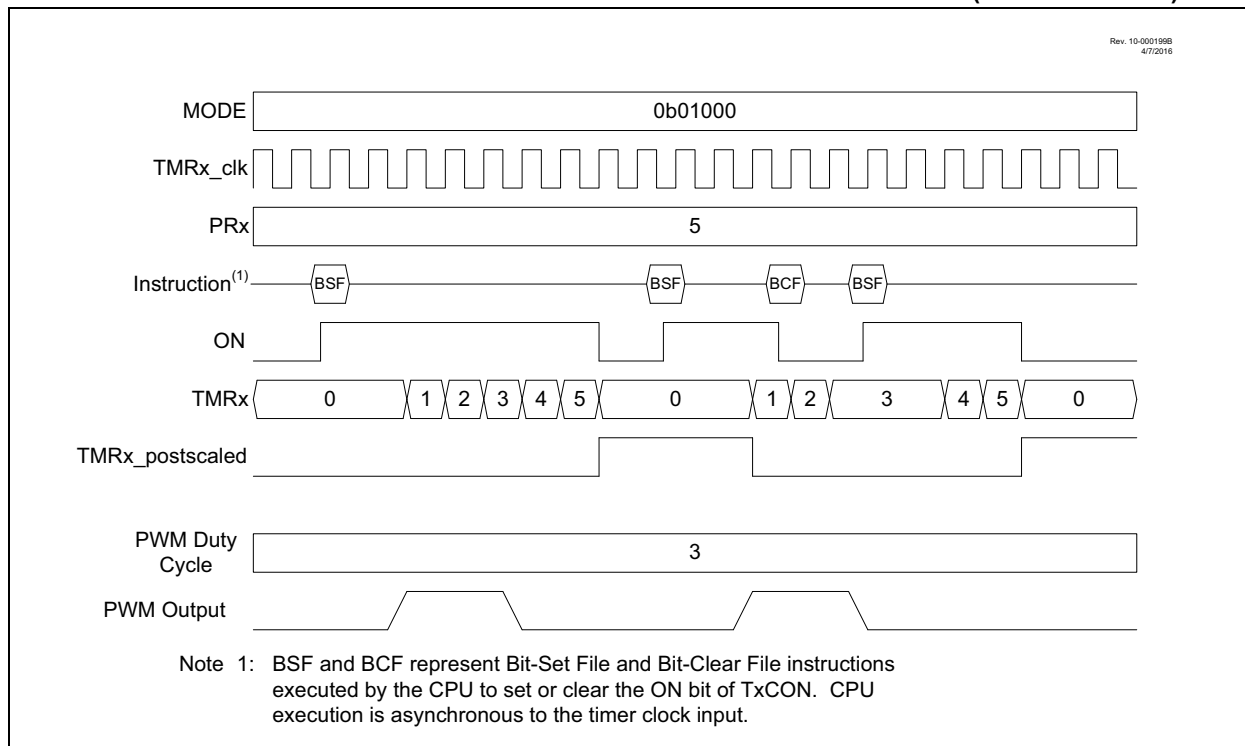 Rev. 10-000199B
4/7/2016
MODE 0b01000
TMRx_clk
PRx 5
Instruction(1) BSF BSF BCF BSF
ON
TMRx 0 1 2 3 4 5 0 1 2 3 4 5 0
TMRx_postscaled
PWM Duty
Cycle 3
PWM Output
Note 1: BSF and BCF represent Bit-Set File and Bit-Clear File instructions
executed by the CPU to set or clear the ON bit of TxCON. CPU
execution is asynchronous to the timer clock input.